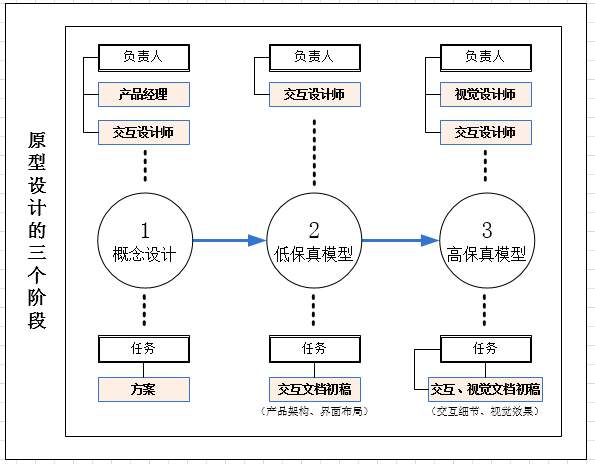 原型设计的三个阶段
负责人
产品经理
交互设计师
1
概念设计
任务
方案
负责人
交互设计师
2
低保真模型
任务
交互文档初稿
（产品架构、界面布局）
负责人
视觉设计师
交互设计师
3
高保真模型
任务
交互、视觉文档初稿
（交互细节、视觉效果）